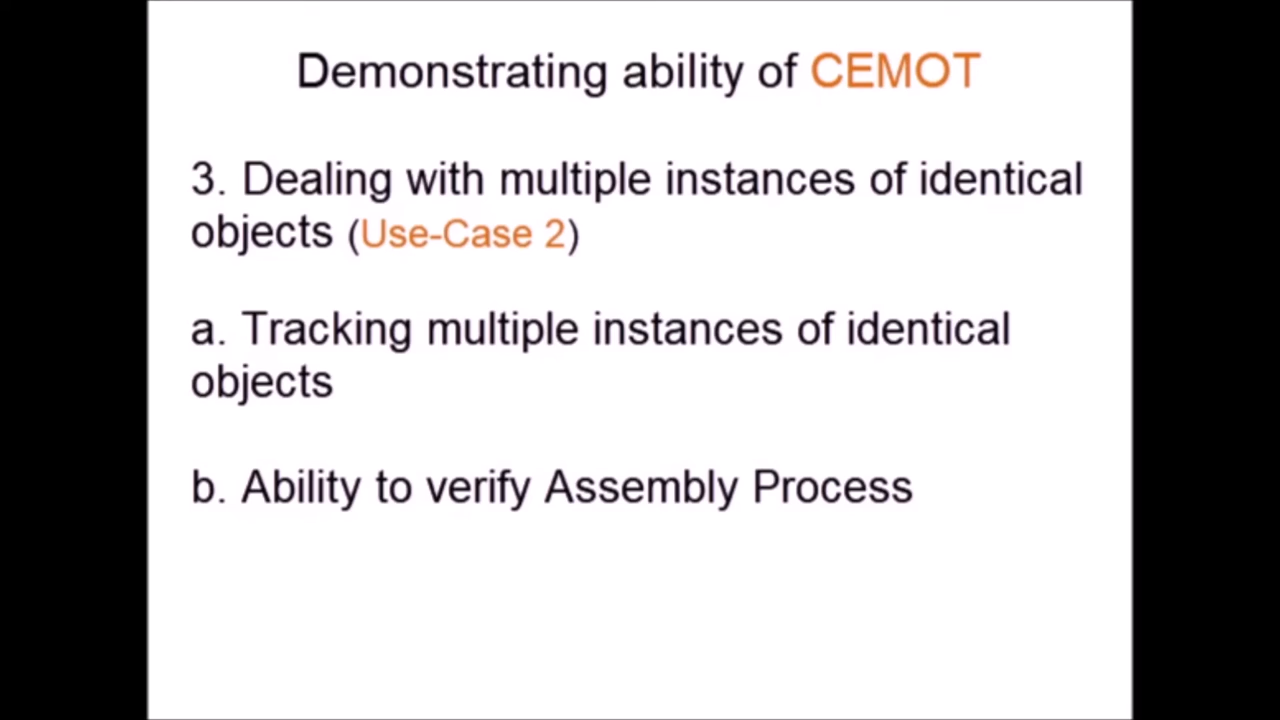 Demonstrating ability of CEMOT
3. Dealing with multiple instances of identical
objects (Use-Case 2)
a. Tracking multiple instances of identical
objects
b. Ability to verify Assembly Process